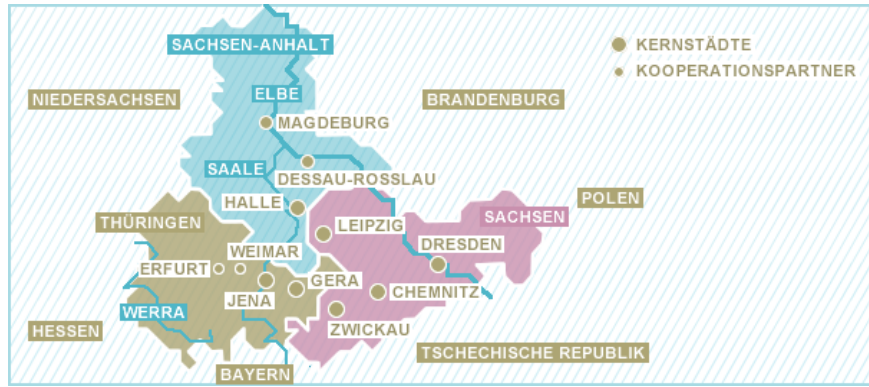 SACHSEN-ANHALT
KERNSTÄDTE
KOOPERATIONSPARTNER
NIEDERSACHSEN
ELBE
BRANDENBURG
MAGDEBURG
SAALE
DESSAU-ROSSLAU
POLEN
HALLE
THÜRINGEN
LEIPZIG
SACHSEN
WEIMAR
DRESDEN
ERFURT
GERA
JENA
CHEMNITZ
WERRA
HESSEN
ZWICKAU
TSCHECHISCHE REPUBLIK
BAYERN